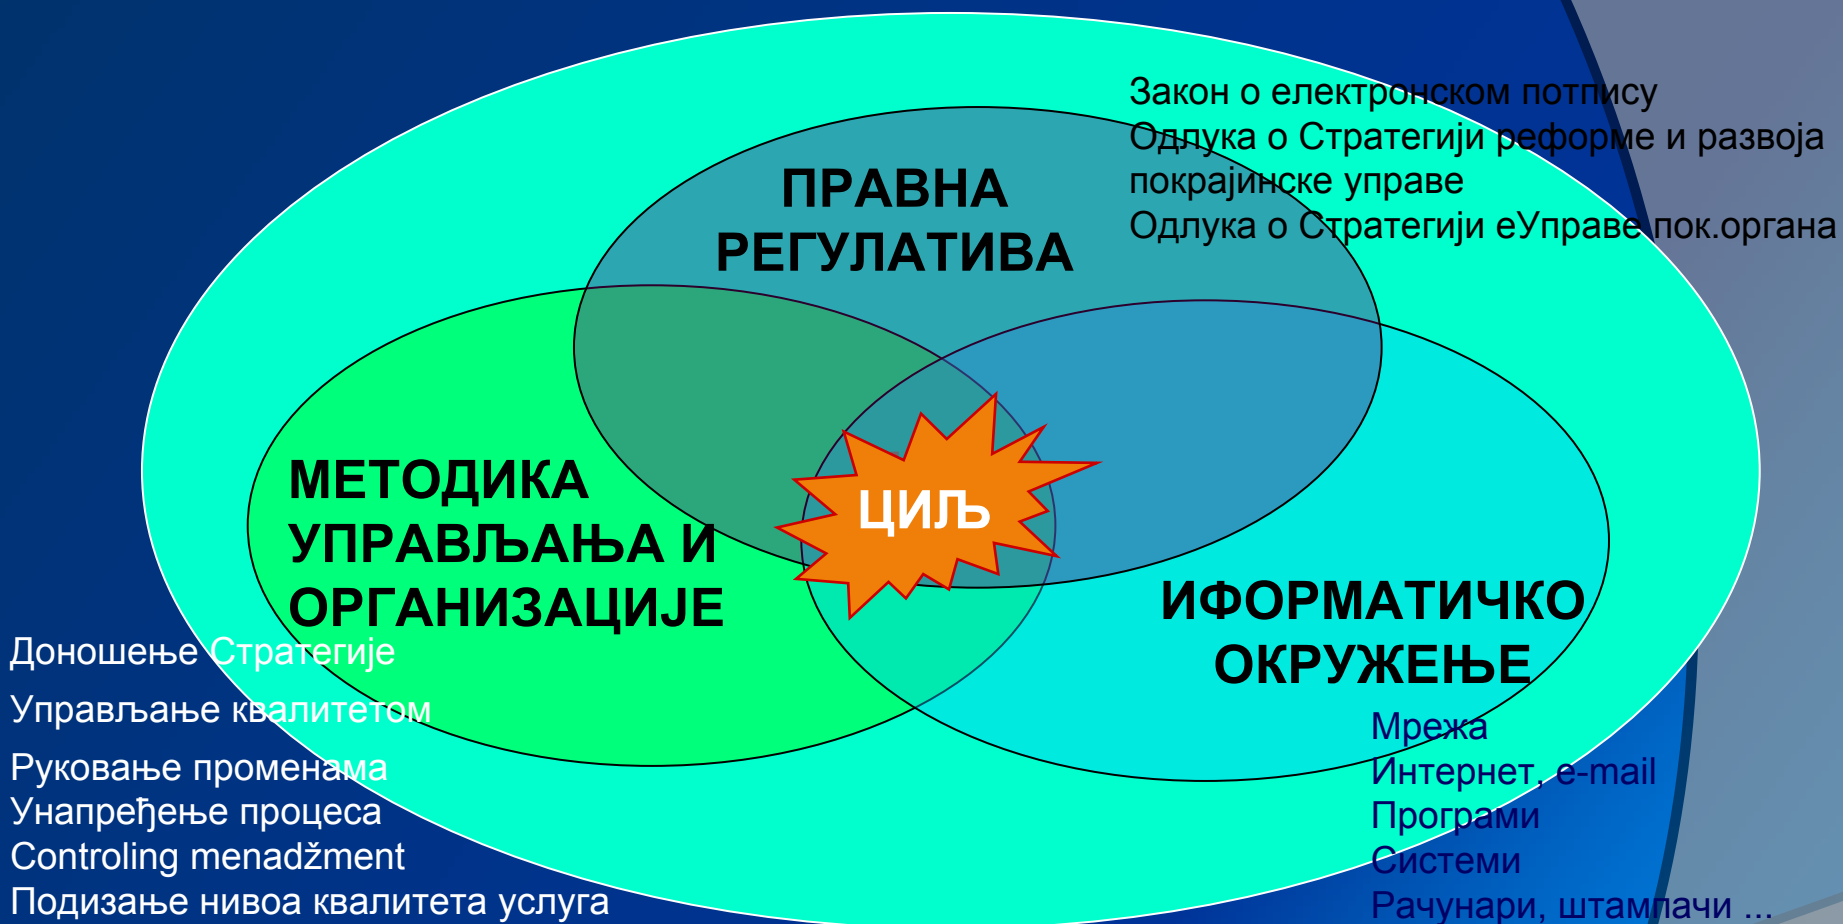 Закон о електронском потпису
Одлука о Стратегији реформе и развоја
покрајинске управе
Одлука о Стратегији еУправе пок.органа
ПРАВНА
РЕГУЛАТИВА
МЕТОДИКА
УПРАВЉАЊА И
ОРГАНИЗАЦИЈЕ
ЦИЉ
ИФОРМАТИЧКО
ОКРУЖЕЊЕ
Доношење Стратегије
Управљање квалитетом
Руковање променама
Унапређење процеса
Controling menadžment
Подизање нивоа квалитета услуга
Мрежа
Интернет, e-mail
Програми
Системи
Рачунари, штампачи ...